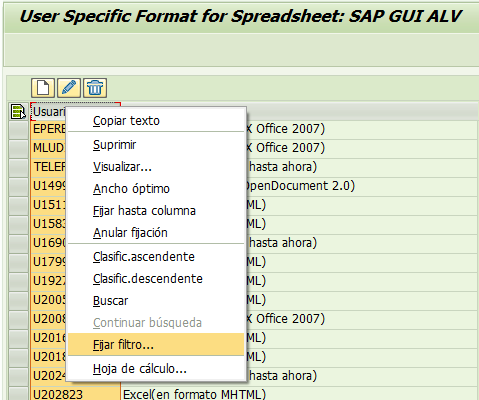 User Specific Format for Spreadsheet: SAP GUI ALV
Usuari
EPERE X Office 2007)
MLUD X Office 2007)
TELEF hasta ahora)
U1499 OpenDocument 2.0)
U1511 ML)
U1583 ML)
U1690 hasta ahora)
U1799 ML)
U1927 ML)
U2005 ML)
U2008 X Office 2007)
U2016 ML)
U2018 ML)
U2024 hasta ahora)
U202823 Excel(en formato MHTML)
Copiar texto
Suprimir
Visualizar...
Ancho óptimo
Fijar hasta columna
Anular fijación
Clasific.ascendente
Clasific.descendente
Buscar
Continuar búsqueda
Fijar filtro...
Hoja de cálculo...